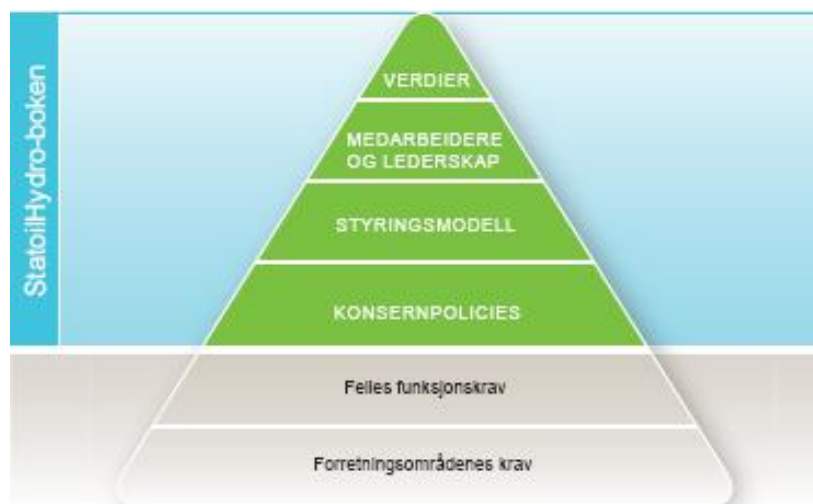 StatoilHydro-boken
VERDIER
MEDARBEIDERE
OG LEDERSKAP
STYRINGSMODELL
KONSERNPOLICIES
Felles funksjonskrav
Forretningsområdenes krav